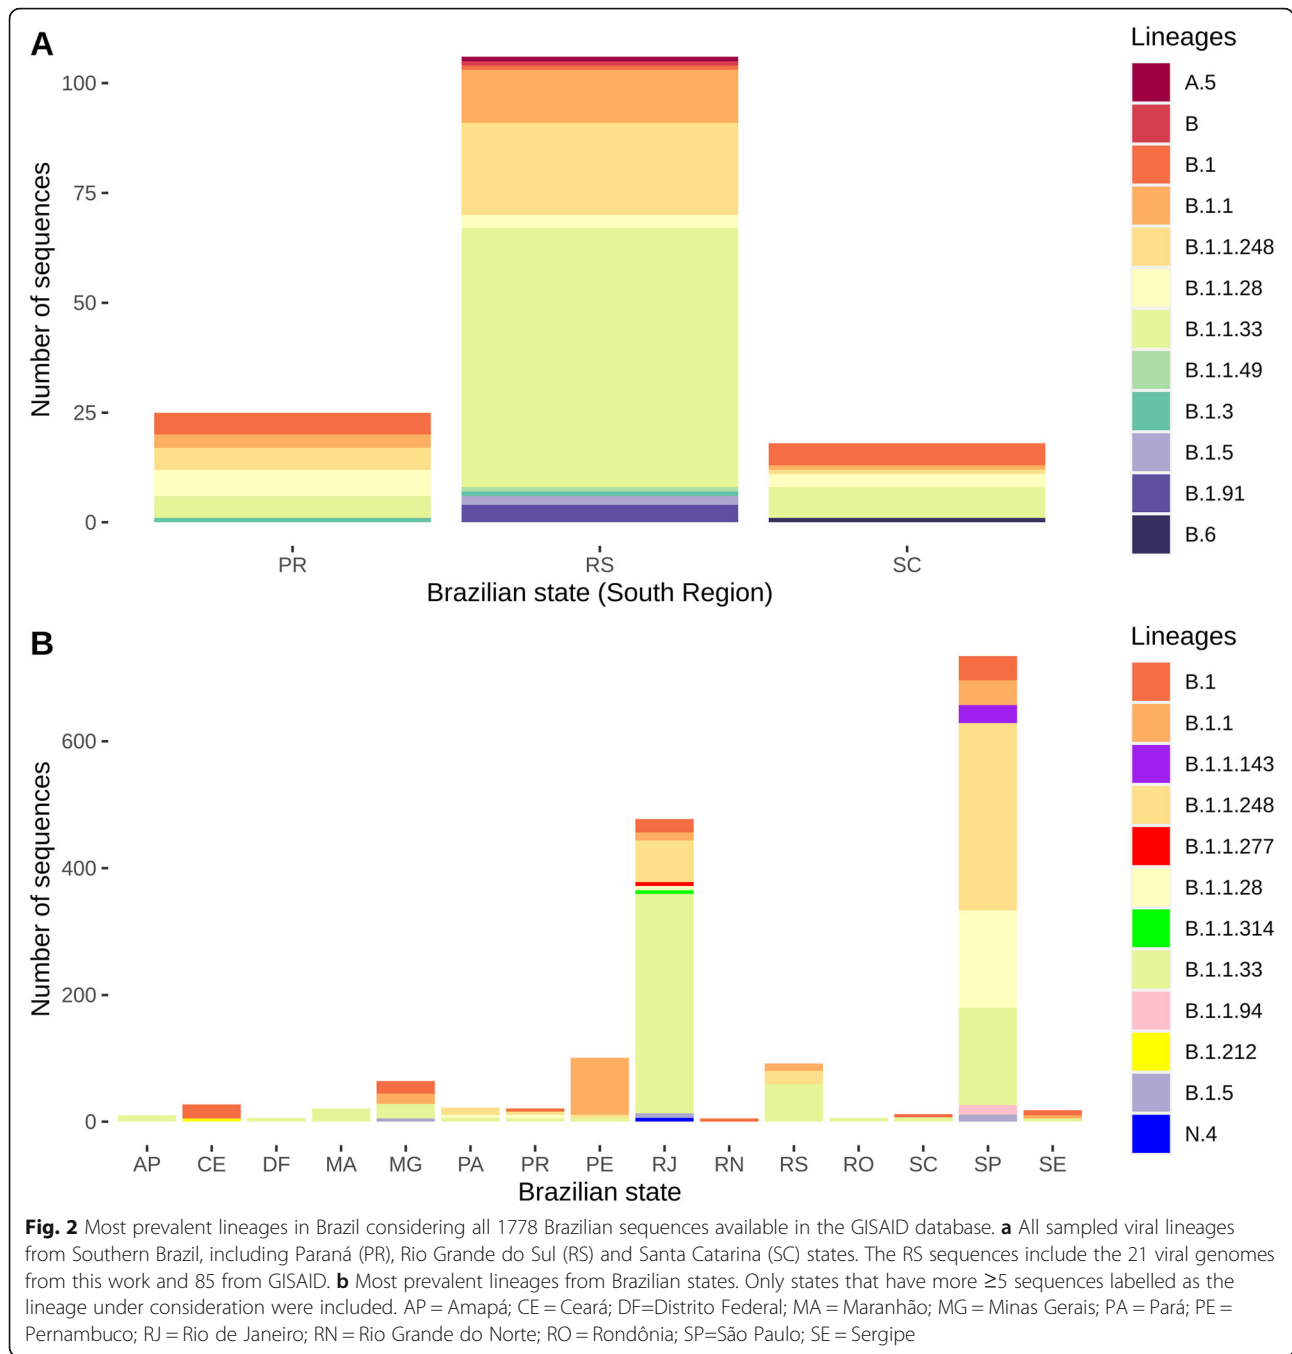 A
Number of sequences
100
75
50
25
0
PR
RS
SC
Brazilian state (South Region)
Lineages
A.5
B
B.1
B.1.1
B.1.1.248
B.1.1.28
B.1.1.33
B.1.1.49
B.1.3
B.1.5
B.1.91
B.6
B
Number of sequences
600
400
200
0
AP CE DF MA MG PA PR PE RJ RN RS RO SC SP SE
Brazilian state
Lineages
B.1
B.1.1
B.1.1.143
B.1.1.248
B.1.1.277
B.1.1.28
B.1.1.314
B.1.1.33
B.1.1.94
B.1.212
B.1.5
N.4
Fig. 2 Most prevalent lineages in Brazil considering all 1778 Brazilian sequences available in the GISAID database. a All sampled viral lineages
from Southern Brazil, including Paraná (PR), Rio Grande do Sul (RS) and Santa Catarina (SC) states. The RS sequences include the 21 viral genomes
from this work and 85 from GISAID. b Most prevalent lineages from Brazilian states. Only states that have more ≥5 sequences labelled as the
lineage under consideration were included. AP = Amapá; CE = Ceará; DF=Distrito Federal; MA = Maranhão; MG = Minas Gerais; PA = Pará; PE =
Pernambuco; RJ = Rio de Janeiro; RN = Rio Grande do Norte; RO = Rondônia; SP=São Paulo; SE = Sergipe